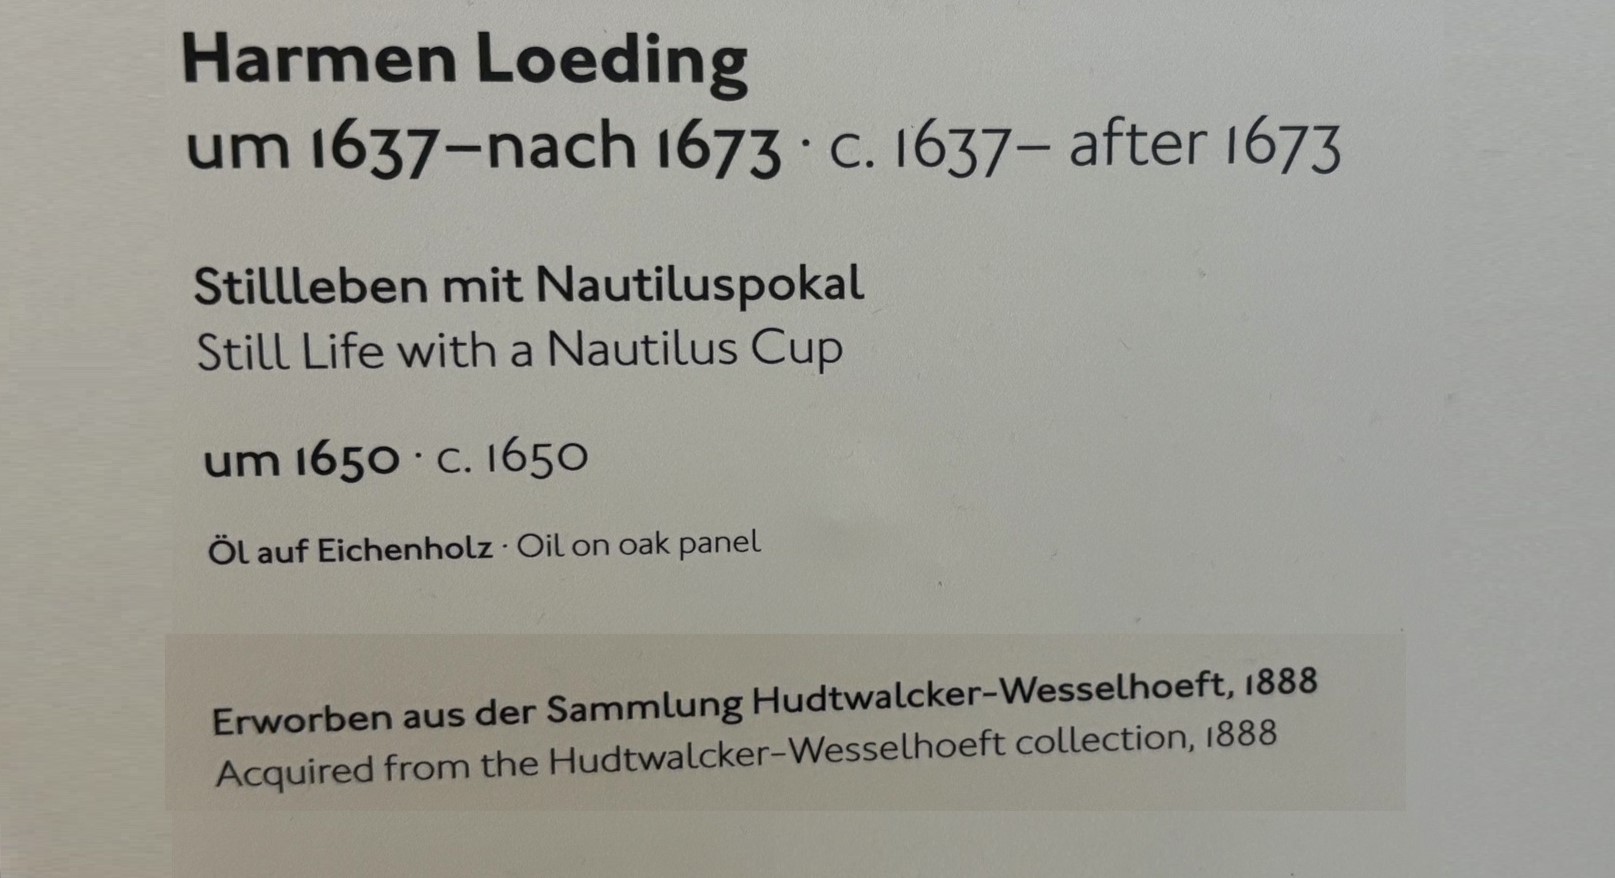 Harmen Loeding
um 1637–nach 1673 · c. 1637– after 1673
Stillleben mit Nautiluspokal
Still Life with a Nautilus Cup
um 1650 · c. 1650
Öl auf Eichenholz · Oil on oak panel
Erworben aus der Sammlung Hudtwalcker-Wesselhoeft, 1888
Acquired from the Hudtwalcker-Wesselhoeft collection, 1888